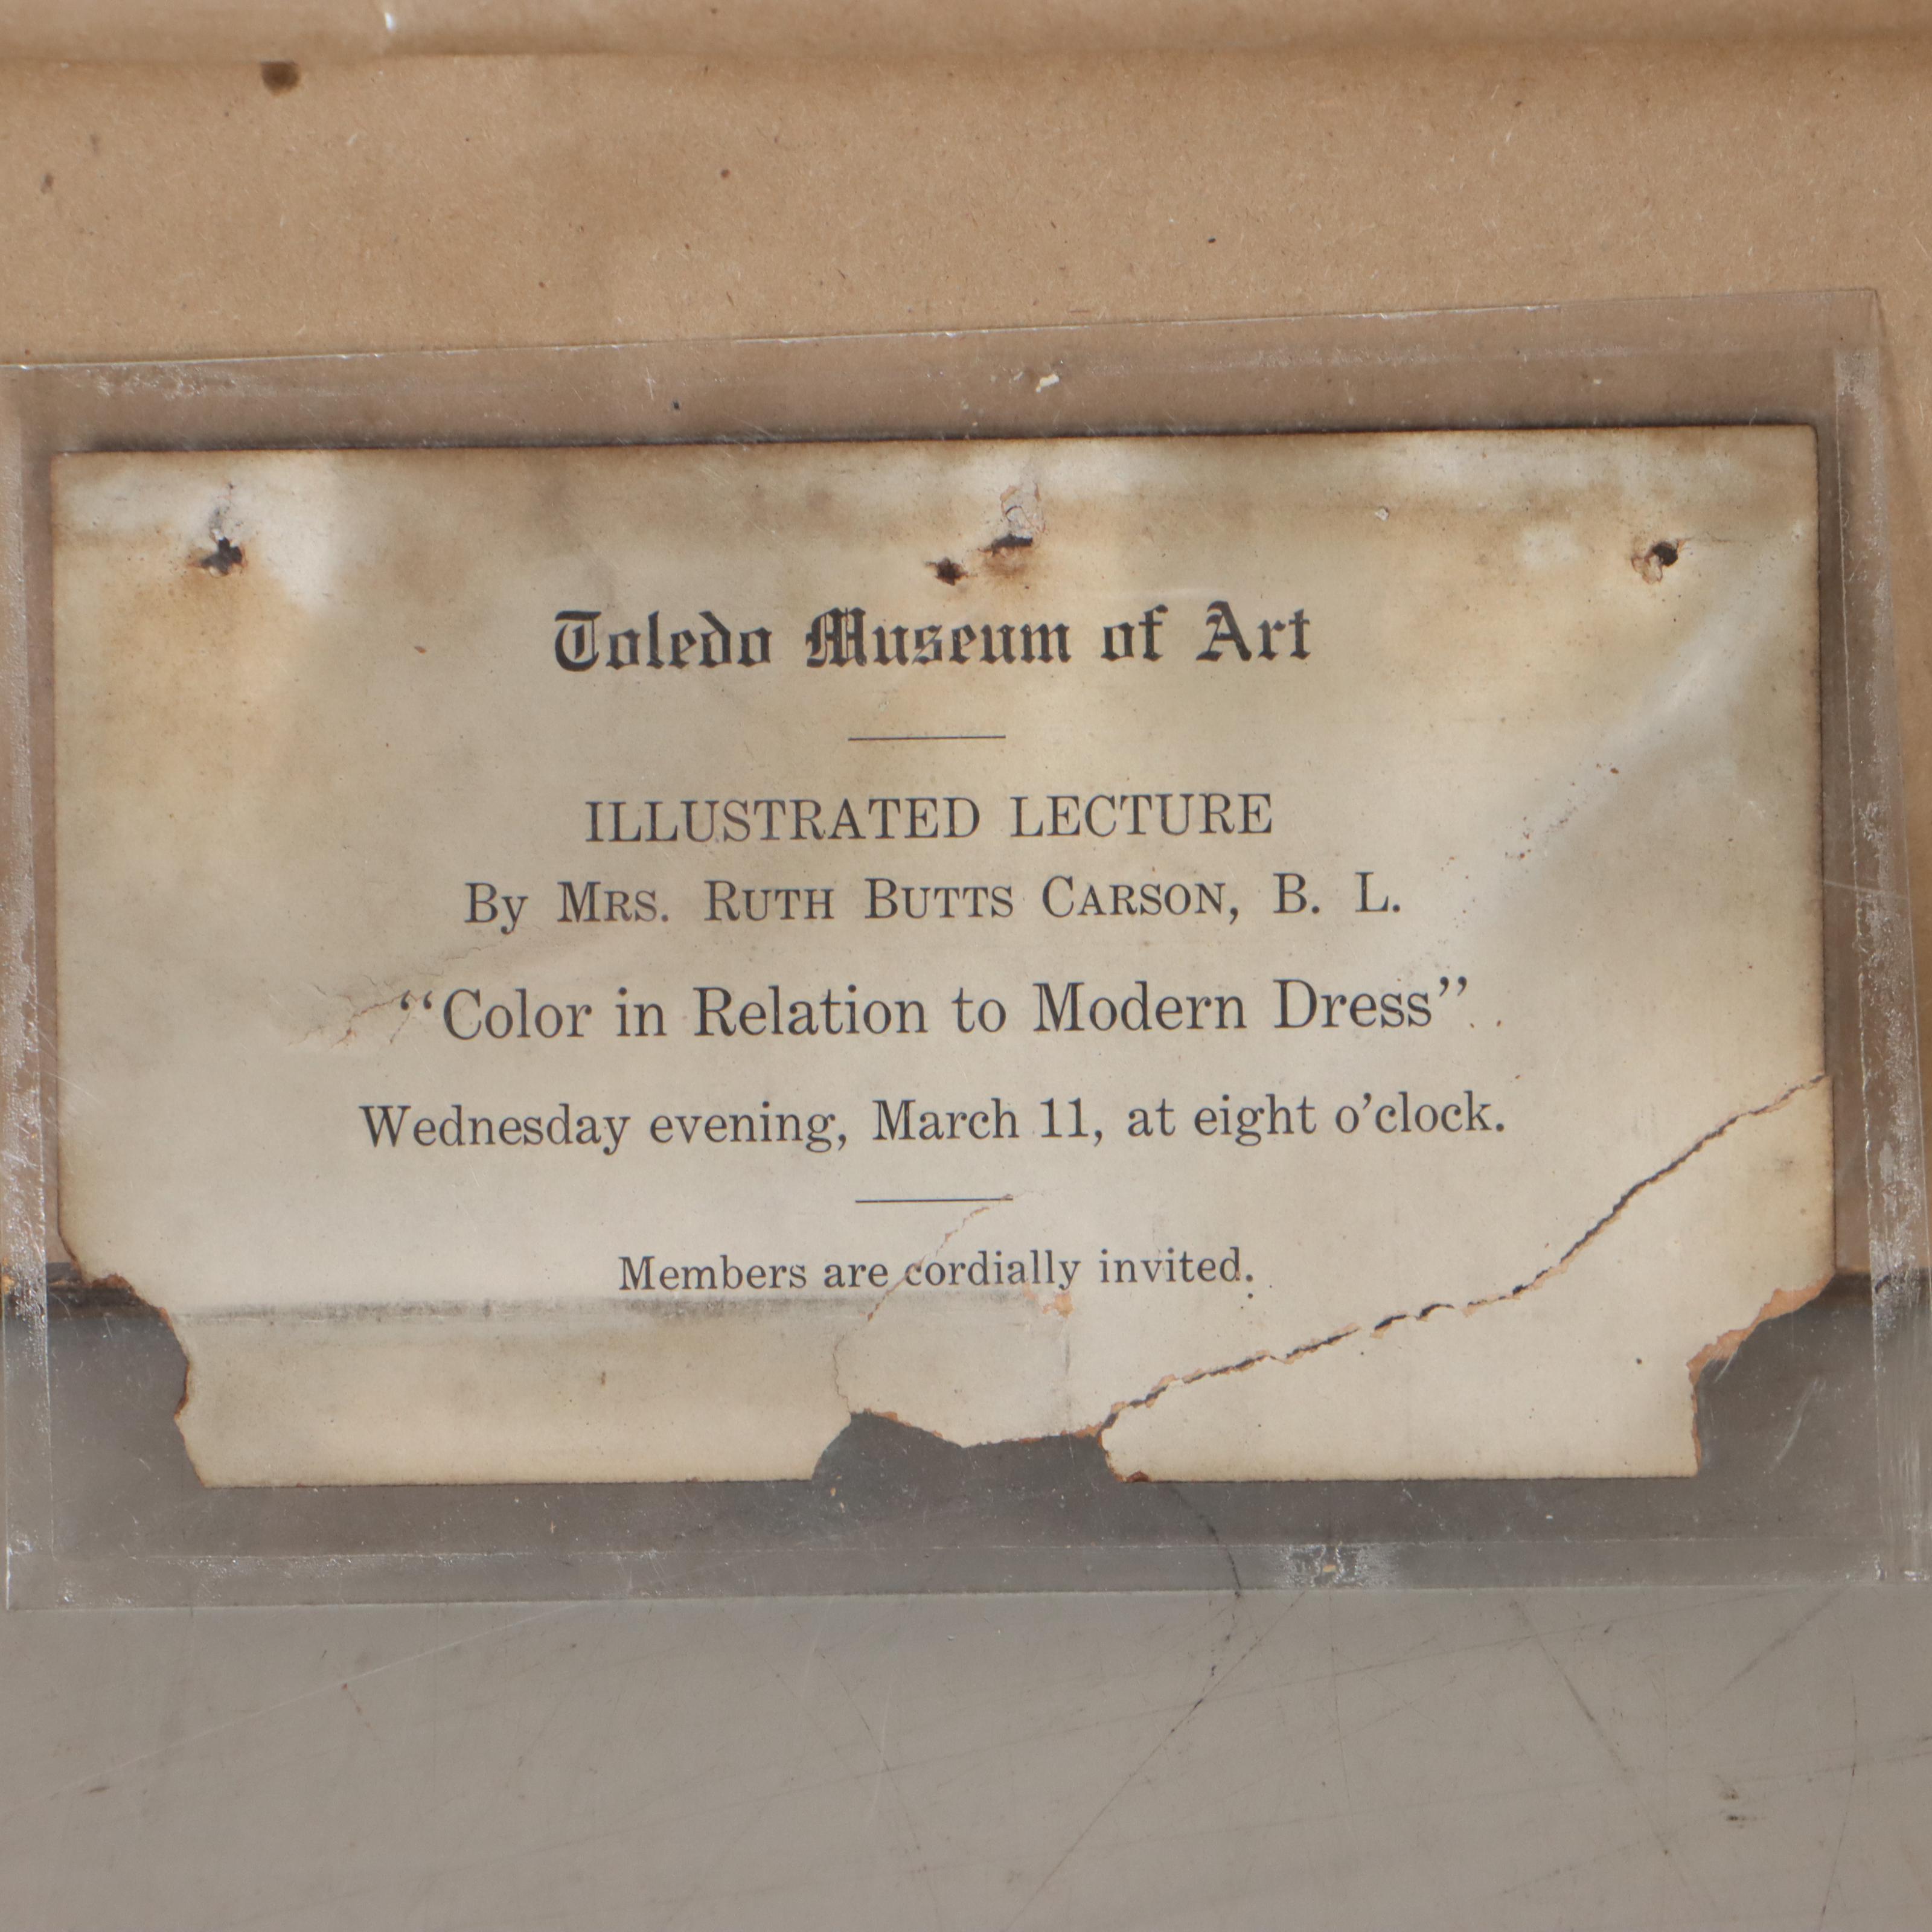 Toledo Museum of Art
ILLUSTRATED LECTURE
By Mrs. Ruth Butts Carson, B. L.
“Color in Relation to Modern Dress”
Wednesday evening, March 11, at eight o’clock.
Members are cordially invited.